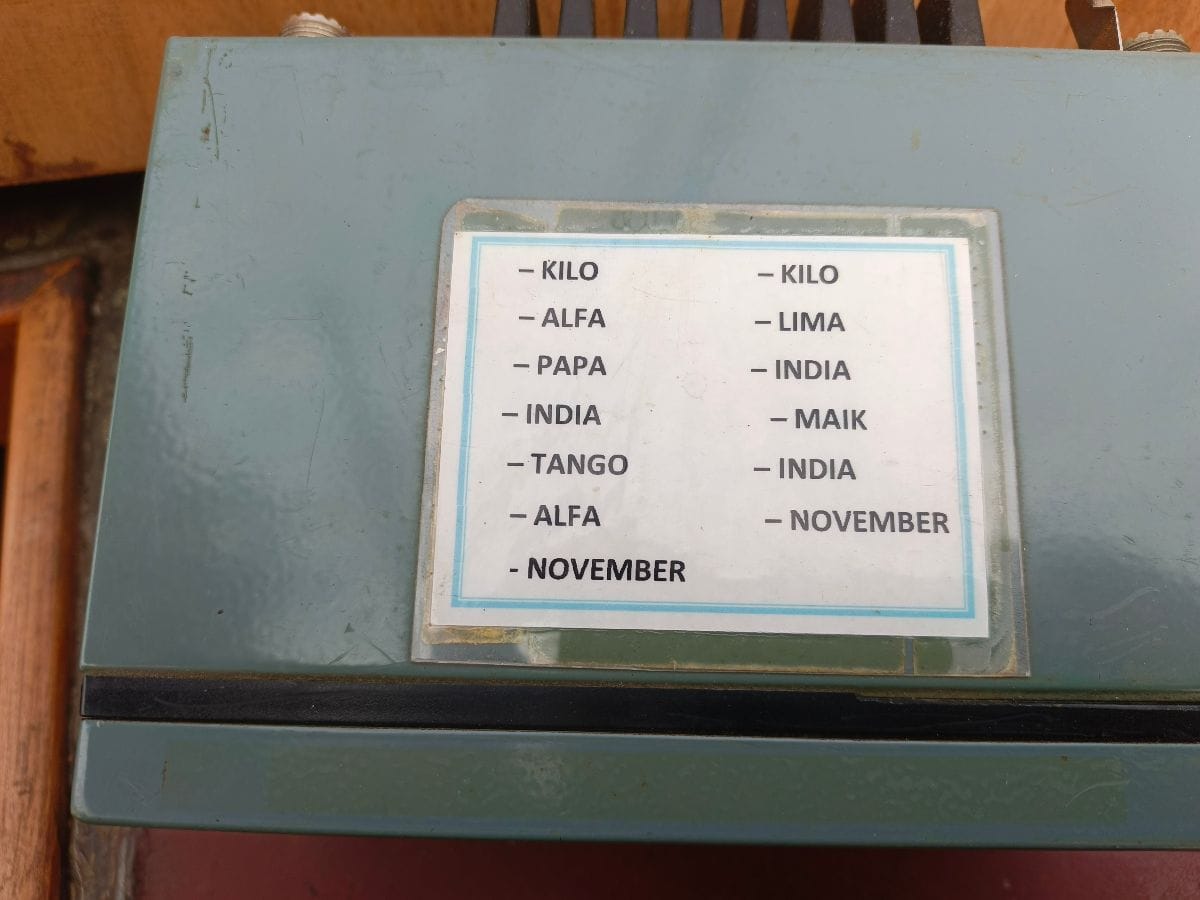 – KILO
– ALFA
– PAPA
– INDIA
– TANGO
– ALFA
- NOVEMBER
– KILO
– LIMA
– INDIA
– MAIK
– INDIA
– NOVEMBER